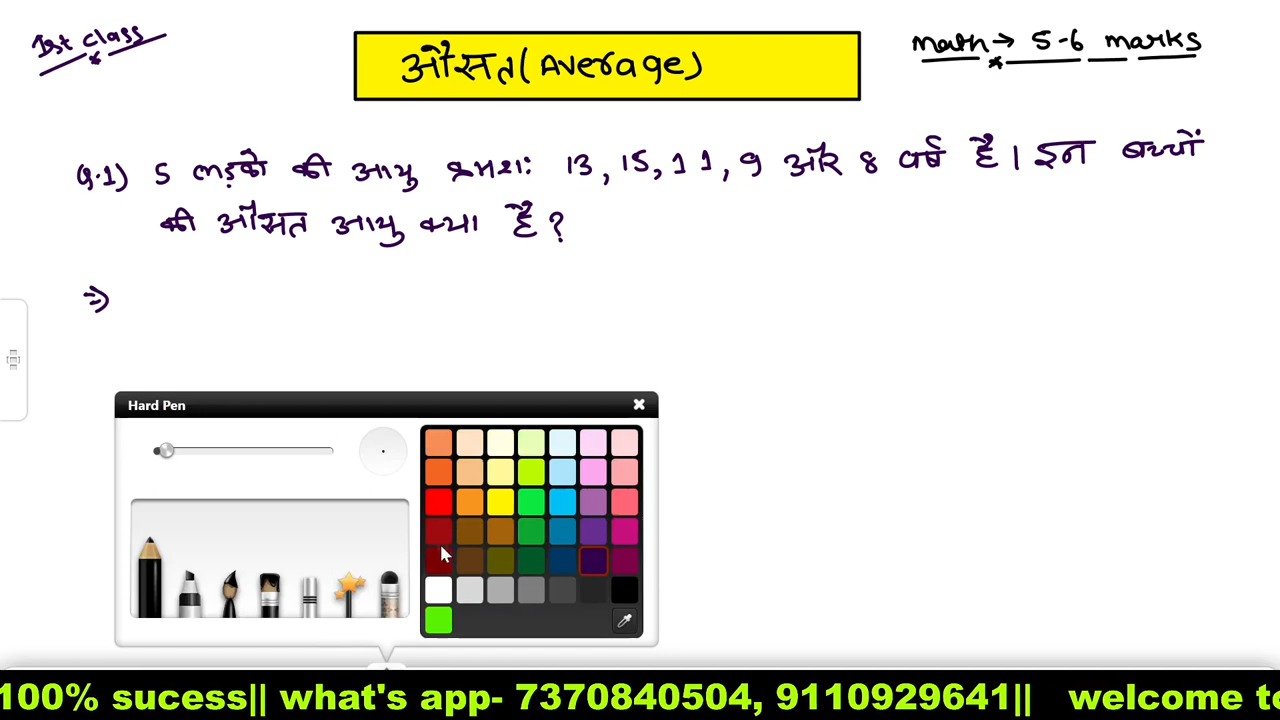 1st class
औसत(Average)
math→ 5-6 marks
Q.1) 5 लड़को की आयु क्रमशः 13, 15, 11, 9 और 8 वर्ष है। इन बच्चों
की औसत आयु क्या है?
⇒
Hard Pen
100% sucess|| what's app- 7370840504, 9110929641|| welcome to